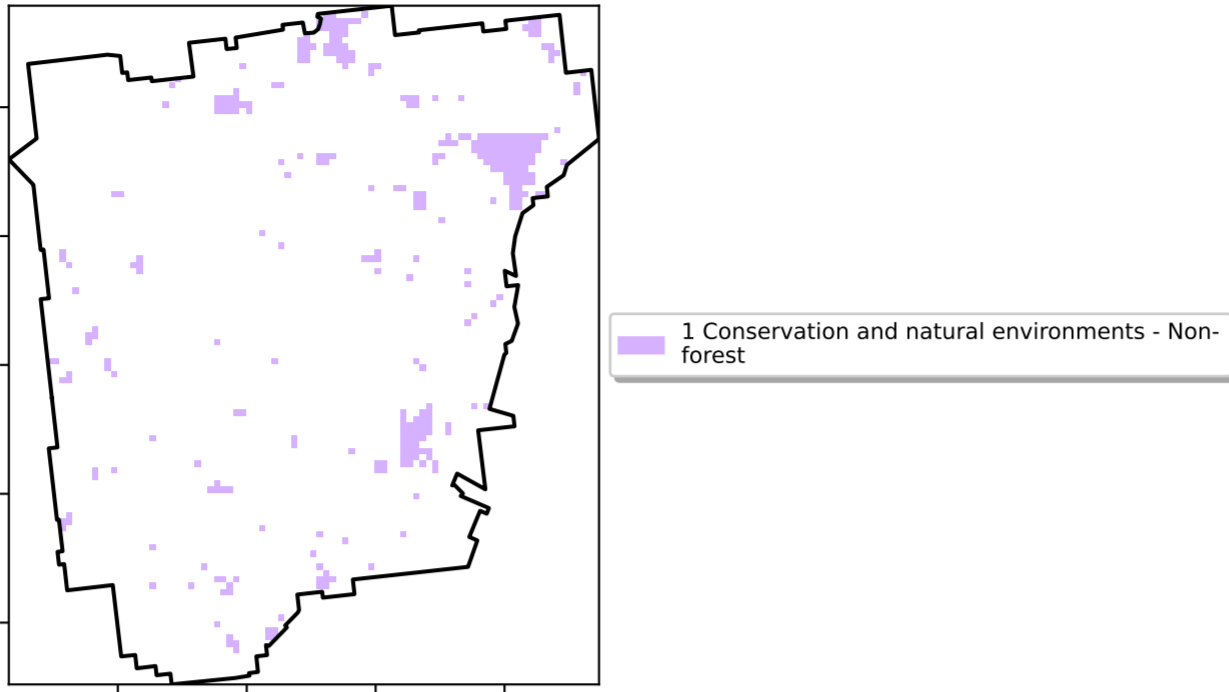 1 Conservation and natural environments - Non-
forest